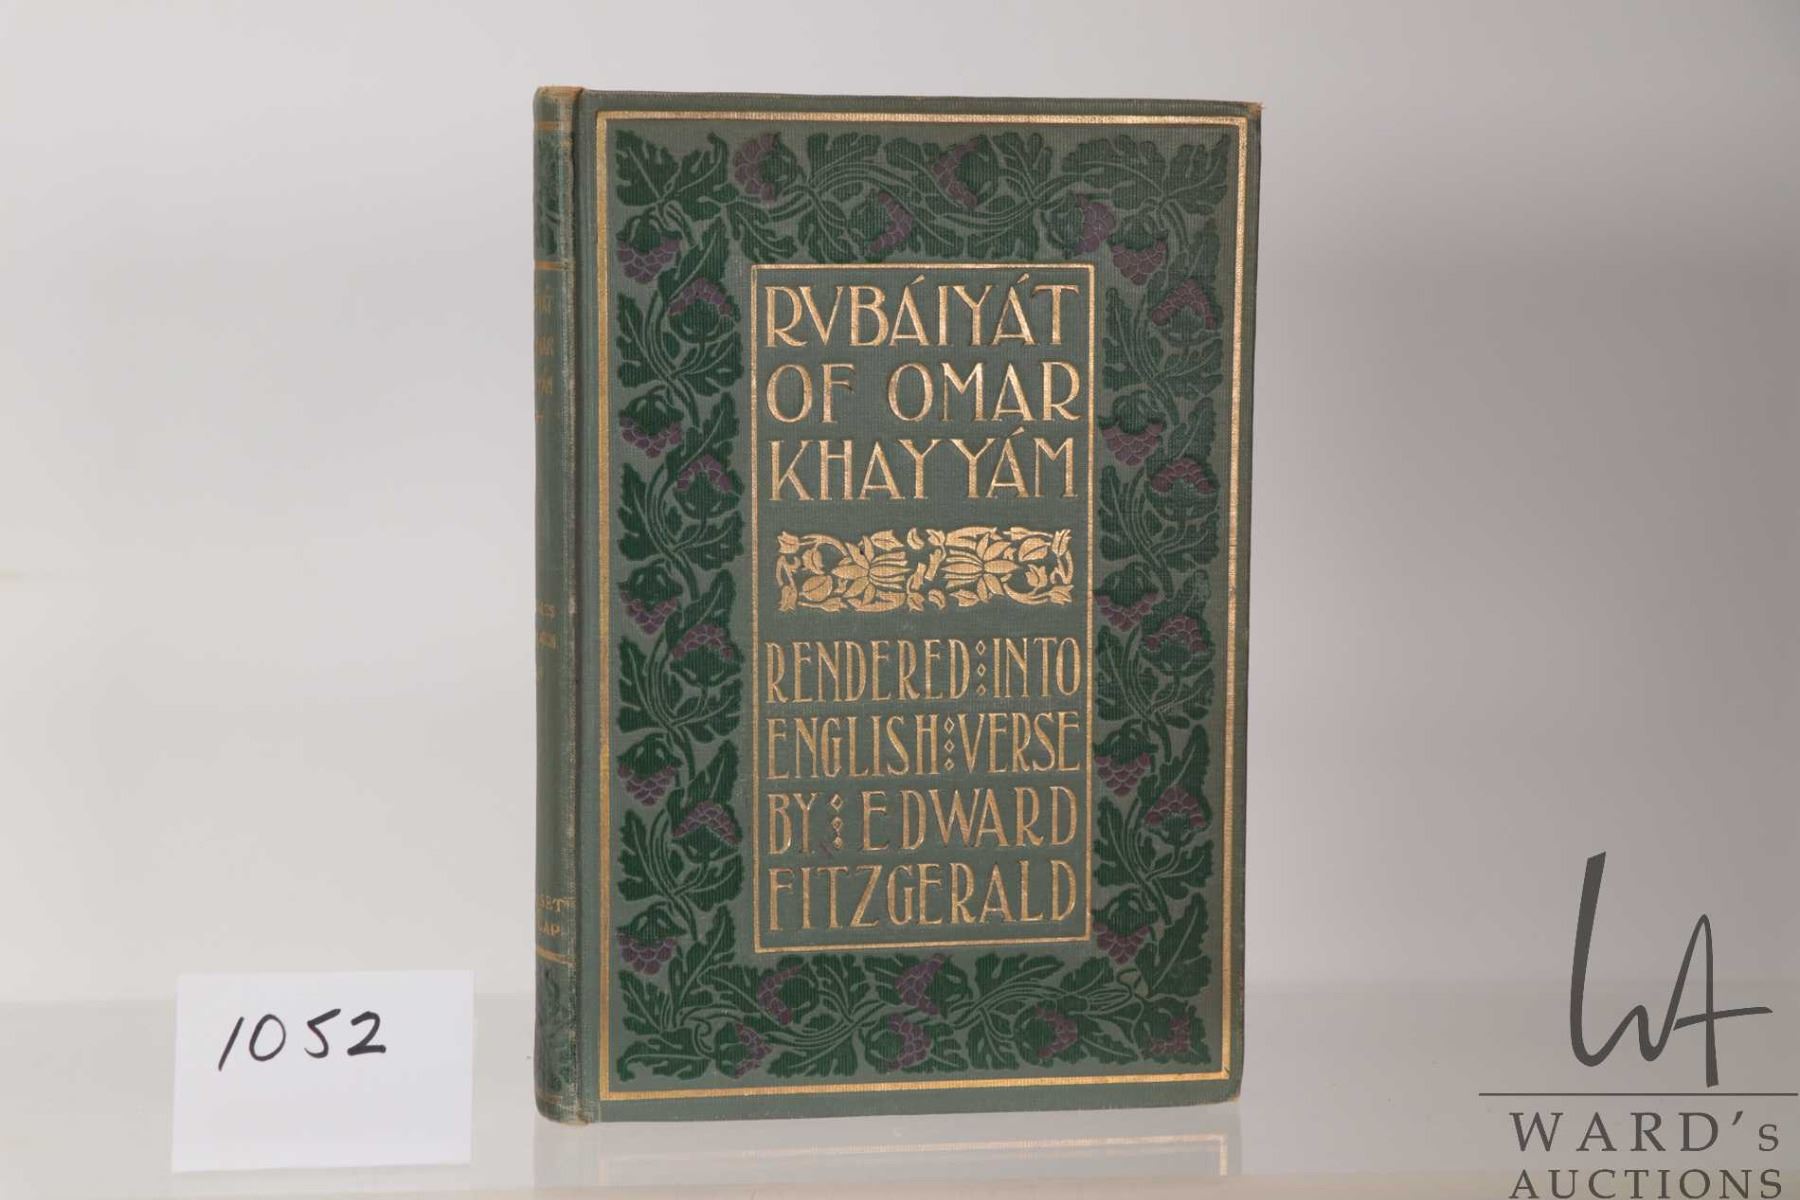 RVBÁIYÁT
OF OMAR
KHAYYÁM
RENDERED INTO
ENGLISH VERSE
BY EDWARD
FITZGERALD
1052
WARD's
AUCTIONS